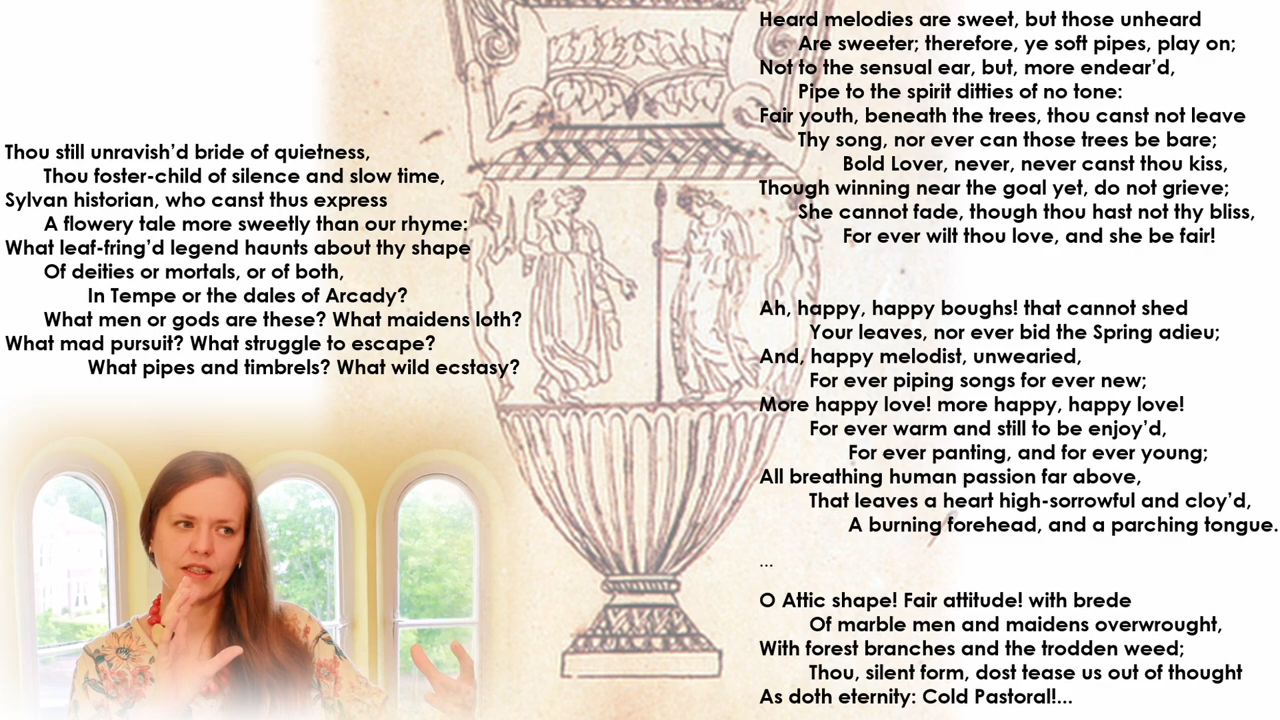 Thou still unravish’d bride of quietness,
Thou foster-child of silence and slow time,
Sylvan historian, who canst thus express
A flowery tale more sweetly than our rhyme:
What leaf-fring’d legend haunts about thy shape
Of deities or mortals, or of both,
In Tempe or the dales of Arcady?
What men or gods are these? What maidens loth?
What mad pursuit? What struggle to escape?
What pipes and timbrels? What wild ecstasy?
Heard melodies are sweet, but those unheard
Are sweeter; therefore, ye soft pipes, play on;
Not to the sensual ear, but, more endear’d,
Pipe to the spirit ditties of no tone:
Fair youth, beneath the trees, thou canst not leave
Thy song, nor ever can those trees be bare;
Bold Lover, never, never canst thou kiss,
Though winning near the goal yet, do not grieve;
She cannot fade, though thou hast not thy bliss,
For ever wilt thou love, and she be fair!
Ah, happy, happy boughs! that cannot shed
Your leaves, nor ever bid the Spring adieu;
And, happy melodist, unwearied,
For ever piping songs for ever new;
More happy love! more happy, happy love!
For ever warm and still to be enjoy’d,
For ever panting, and for ever young;
All breathing human passion far above,
That leaves a heart high-sorrowful and cloy’d,
A burning forehead, and a parching tongue.
...
O Attic shape! Fair attitude! with brede
Of marble men and maidens overwrought,
With forest branches and the trodden weed;
Thou, silent form, dost tease us out of thought
As doth eternity: Cold Pastoral!...